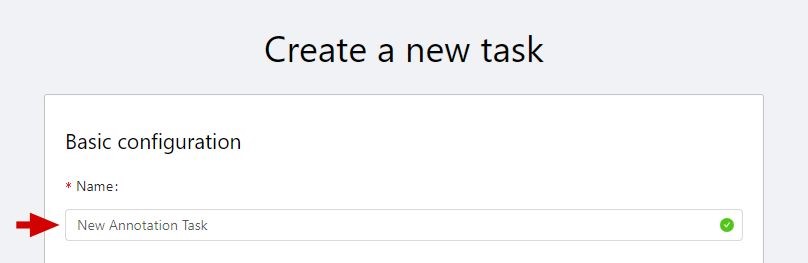 Create a new task
Basic configuration
* Name:
New Annotation Task